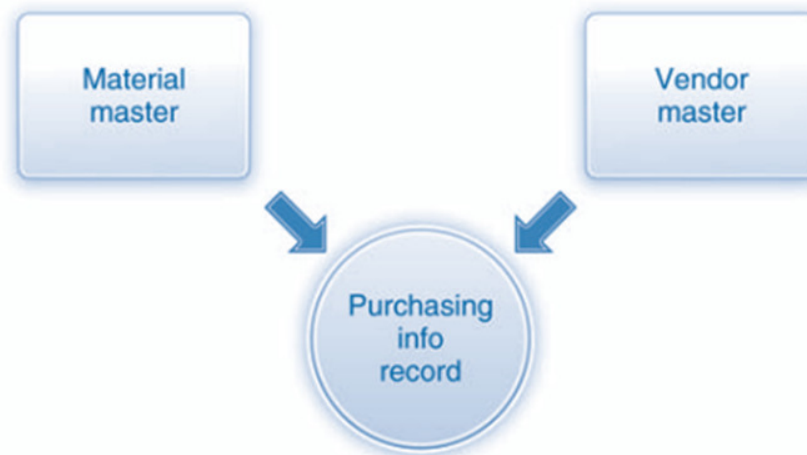 Material
master
Vendor
master
Purchasing
info
record